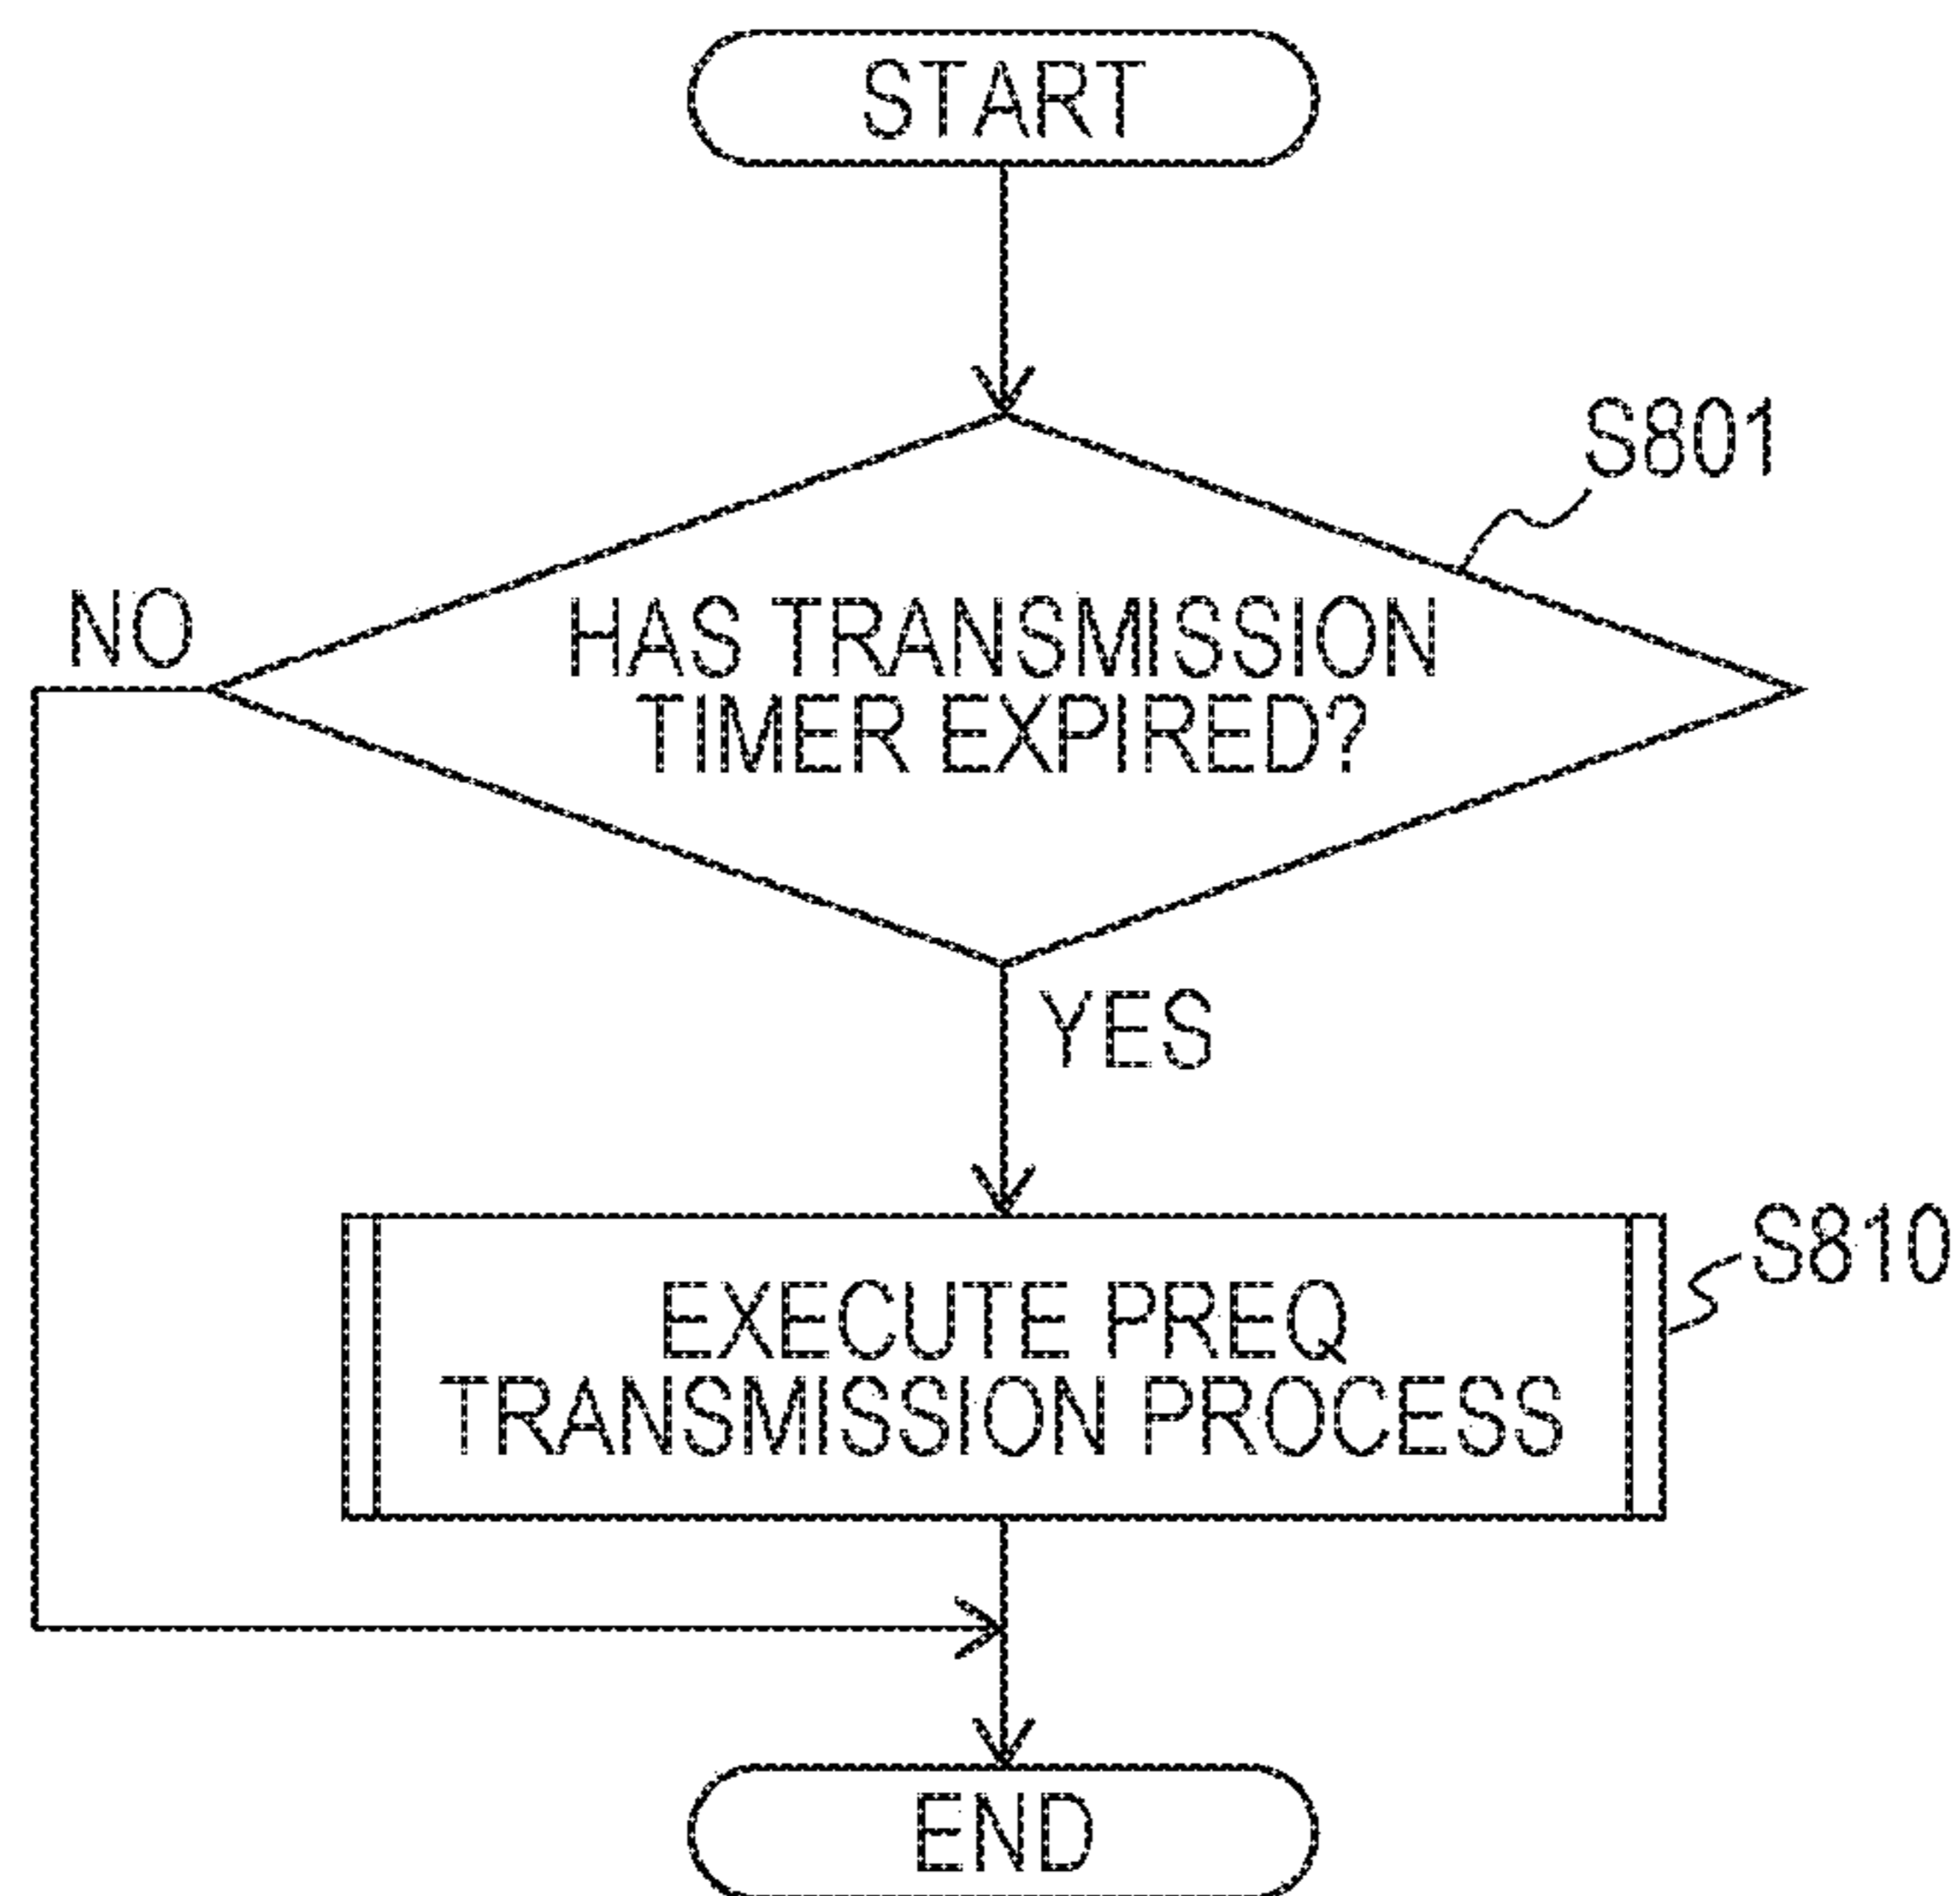 START
S801
NO
HAS TRANSMISSION
TIMER EXPIRED?
YES
S810
EXECUTE PREQ
TRANSMISSION PROCESS
END